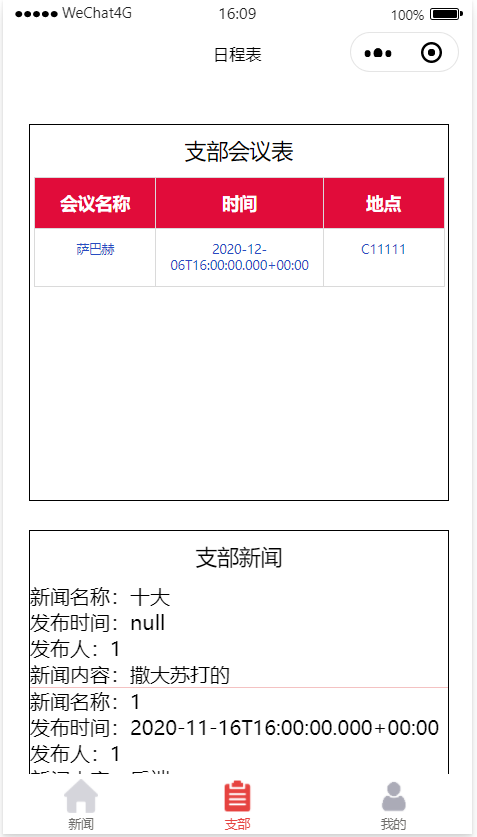 WeChat4G 16:09 100%
日程表
支部会议表
会议名称 时间 地点
萨巴赫 2020-12- C11111
06T16:00:00.000+00:00
支部新闻
新闻名称：十大
发布时间：null
发布人：1
新闻内容：撒大苏打的
新闻名称：1
发布时间：2020-11-16T16:00:00.000+00:00
发布人：1
新闻 支部 我的